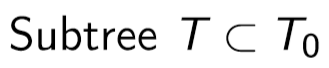 Subtree T ⊂ T₀